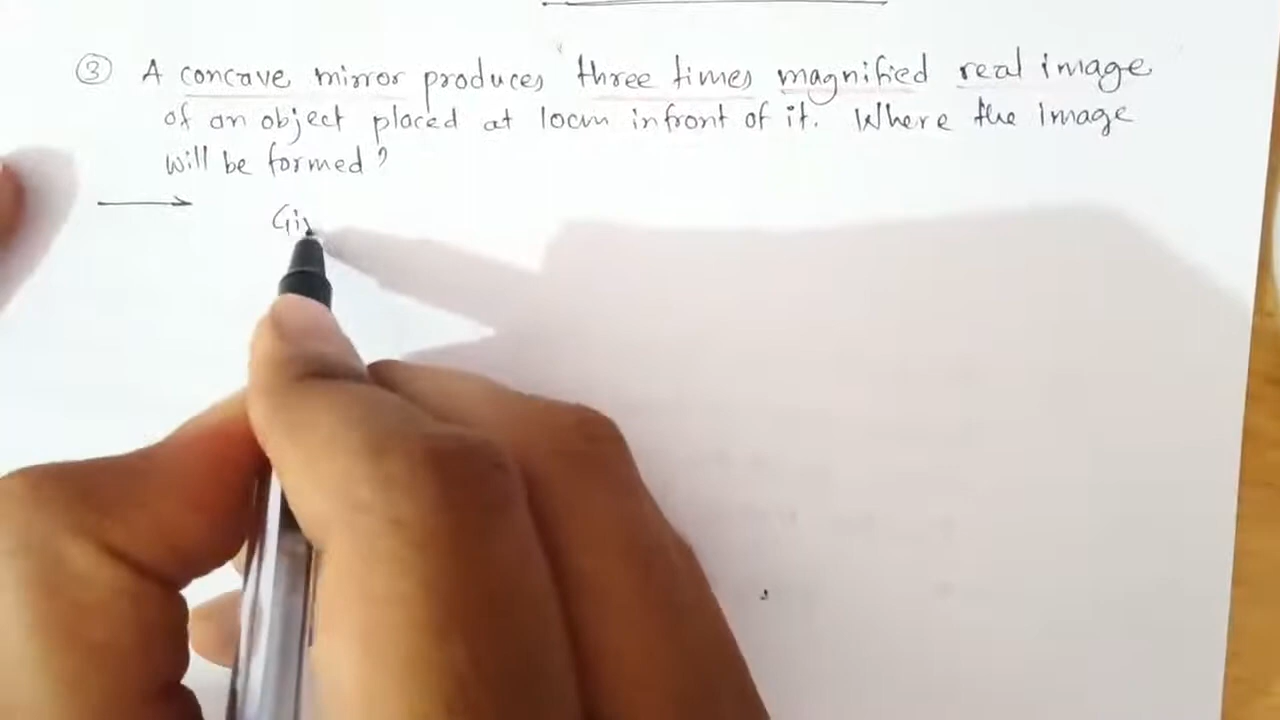 ③ A concave mirror produces three times magnified real image
of an object placed at 10cm infront of it. Where the Image
will be formed?
Giv